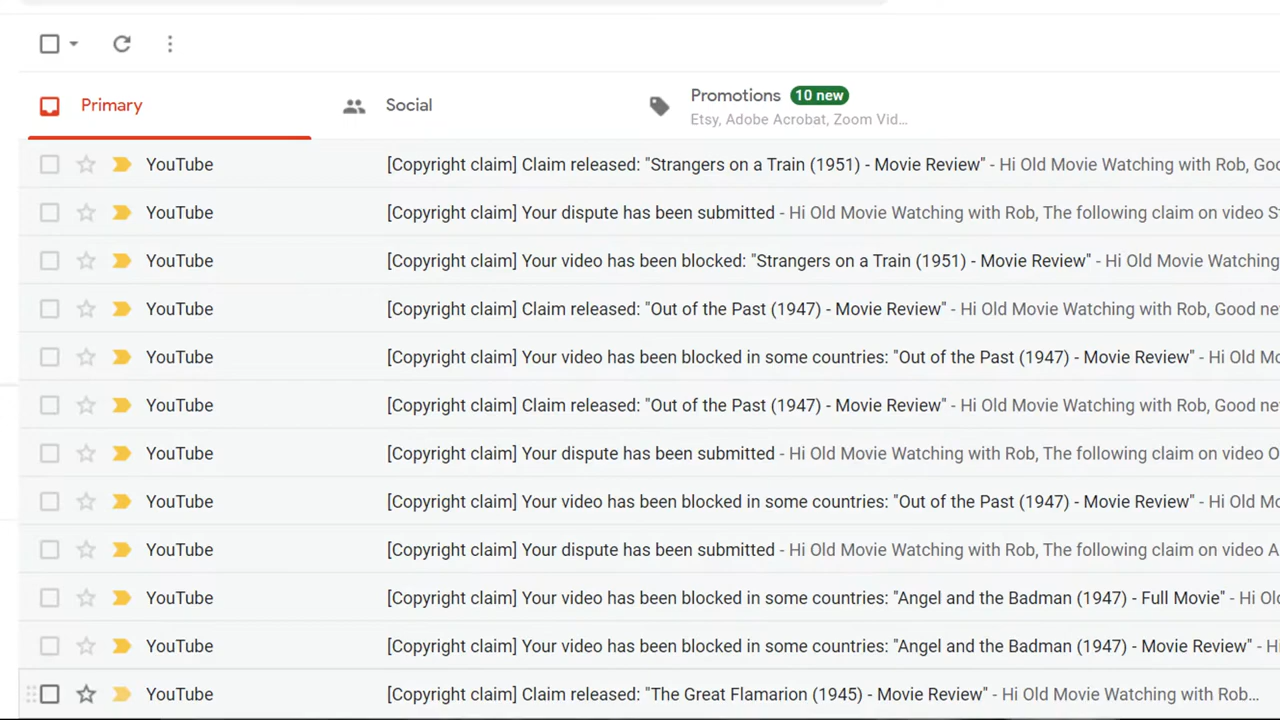 Primary
Social
Promotions 10 new
Etsy, Adobe Acrobat, Zoom Vid...
YouTube [Copyright claim] Claim released: "Strangers on a Train (1951) - Movie Review" - Hi Old Movie Watching with Rob, Goo
YouTube [Copyright claim] Your dispute has been submitted - Hi Old Movie Watching with Rob, The following claim on video S
YouTube [Copyright claim] Your video has been blocked: "Strangers on a Train (1951) - Movie Review" - Hi Old Movie Watching
YouTube [Copyright claim] Claim released: "Out of the Past (1947) - Movie Review" - Hi Old Movie Watching with Rob, Good ne
YouTube [Copyright claim] Your video has been blocked in some countries: "Out of the Past (1947) - Movie Review" - Hi Old Mo
YouTube [Copyright claim] Claim released: "Out of the Past (1947) - Movie Review" - Hi Old Movie Watching with Rob, Good ne
YouTube [Copyright claim] Your dispute has been submitted - Hi Old Movie Watching with Rob, The following claim on video O
YouTube [Copyright claim] Your video has been blocked in some countries: "Out of the Past (1947) - Movie Review" - Hi Old Mo
YouTube [Copyright claim] Your dispute has been submitted - Hi Old Movie Watching with Rob, The following claim on video A
YouTube [Copyright claim] Your video has been blocked in some countries: "Angel and the Badman (1947) - Full Movie" - Hi Old
YouTube [Copyright claim] Your video has been blocked in some countries: "Angel and the Badman (1947) - Movie Review" - H
YouTube [Copyright claim] Claim released: "The Great Flamarion (1945) - Movie Review" - Hi Old Movie Watching with Rob...